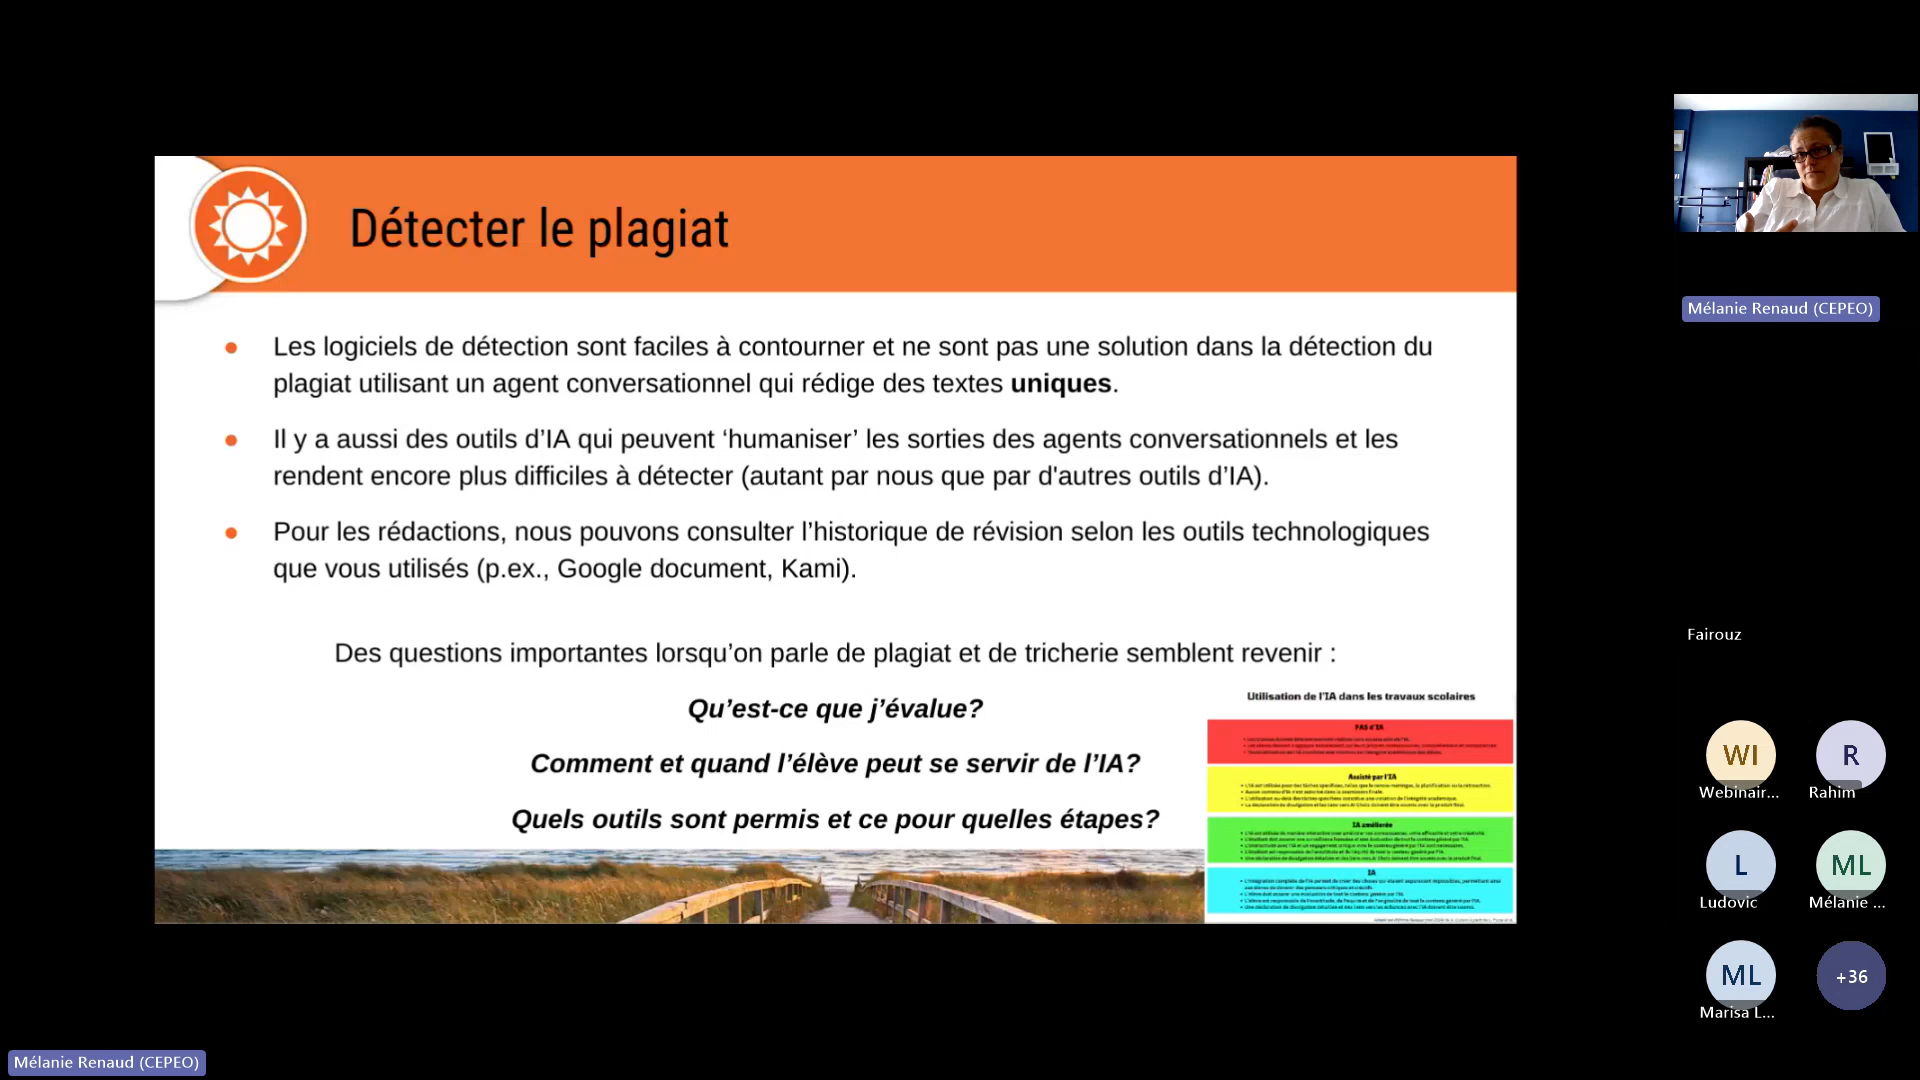 Détecter le plagiat
Les logiciels de détection sont faciles à contourner et ne sont pas une solution dans la détection du
plagiat utilisant un agent conversationnel qui rédige des textes uniques.
Il y a aussi des outils d’IA qui peuvent ‘humaniser’ les sorties des agents conversationnels et les
rendent encore plus difficiles à détecter (autant par nous que par d'autres outils d’IA).
Pour les rédactions, nous pouvons consulter l’historique de révision selon les outils technologiques
que vous utilisés (p.ex., Google document, Kami).
Des questions importantes lorsqu’on parle de plagiat et de tricherie semblent revenir :
Qu’est-ce que j’évalue?
Comment et quand l’élève peut se servir de l’IA?
Quels outils sont permis et ce pour quelles étapes?
Utilisation de l'IA dans les travaux scolaires
PAS d'IA
Assisté par l'IA
IA améliorée
IA
Mélanie Renaud (CEPEO)
Fairouz
WI
Webinair...
R
Rahim
L
Ludovic
ML
Mélanie ...
ML
Marisa L...
+36
Mélanie Renaud (CEPEO)